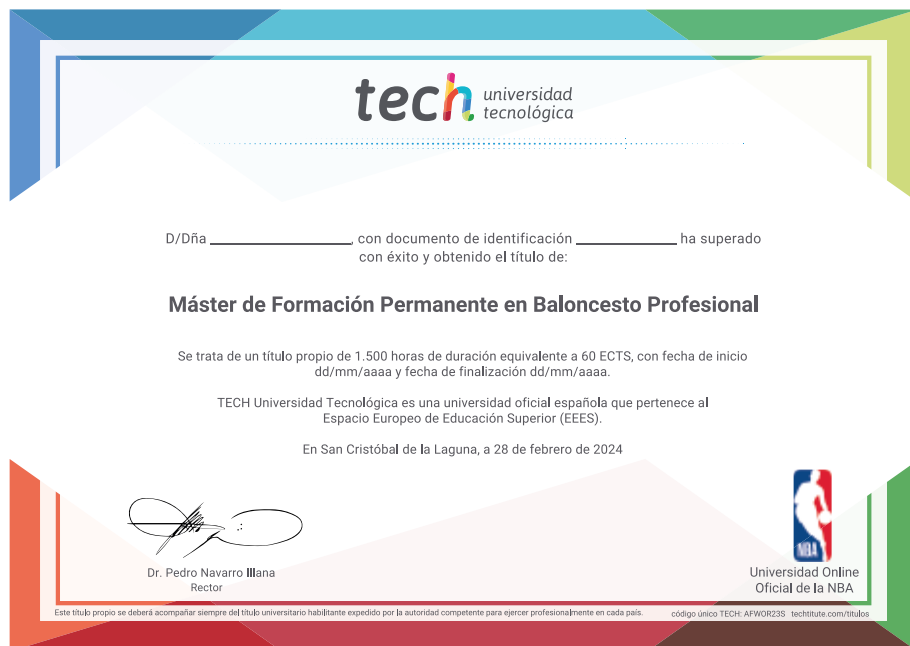 tech universidad
tecnológica
D/Dña ________________, con documento de identificación ____________ ha superado
con éxito y obtenido el título de:
Máster de Formación Permanente en Baloncesto Profesional
Se trata de un título propio de 1.500 horas de duración equivalente a 60 ECTS, con fecha de inicio
dd/mm/aaaa y fecha de finalización dd/mm/aaaa.
TECH Universidad Tecnológica es una universidad oficial española que pertenece al
Espacio Europeo de Educación Superior (EEES).
En San Cristóbal de la Laguna, a 28 de febrero de 2024
NBA
Dr. Pedro Navarro Illana
Rector
Universidad Online
Oficial de la NBA
Este título propio se deberá acompañar siempre del título universitario habilitante expedido por la autoridad competente para ejercer profesionalmente en cada país.
código único TECH: AFWOR23S techtitute.com/titulos